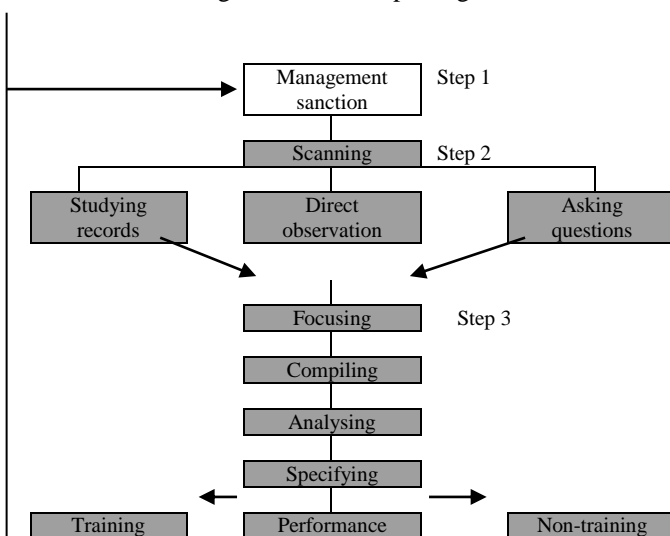 Management
sanction
Step 1
Scanning
Step 2
Studying
records
Direct
observation
Asking
questions
Focusing
Step 3
Compiling
Analysing
Specifying
Training
Performance
Non-training